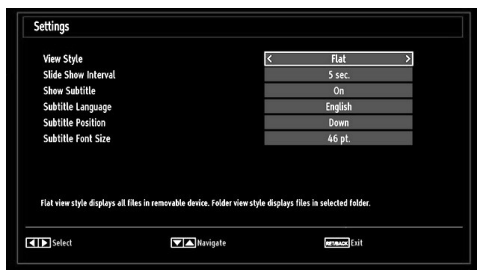 Settings
View Style < Flat >
Slide Show Interval 5 sec.
Show Subtitle On
Subtitle Language English
Subtitle Position Down
Subtitle Font Size 46 pt.
Flat view style displays all files in removable device. Folder view style displays files in selected folder.
Select Navigate RET/BACK Exit